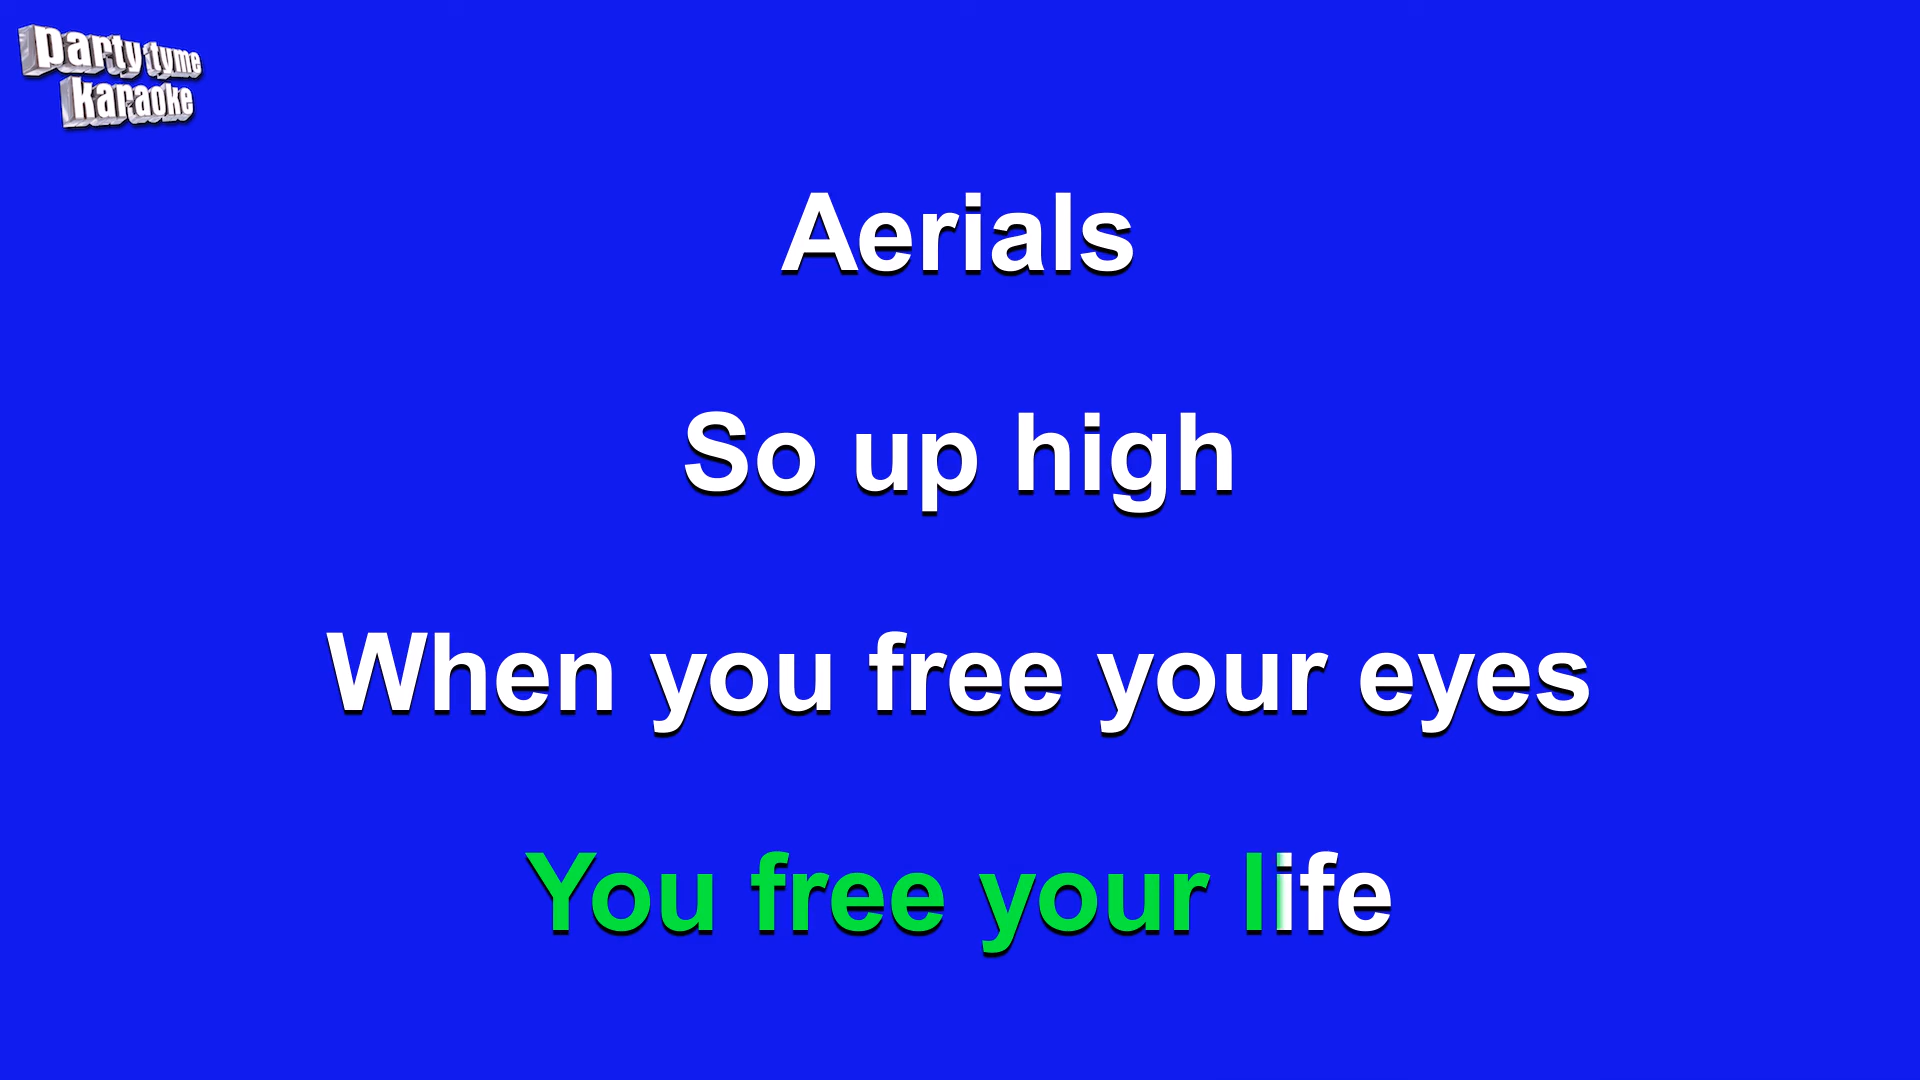 party tyme
karaoke
Aerials
So up high
When you free your eyes
You free your life